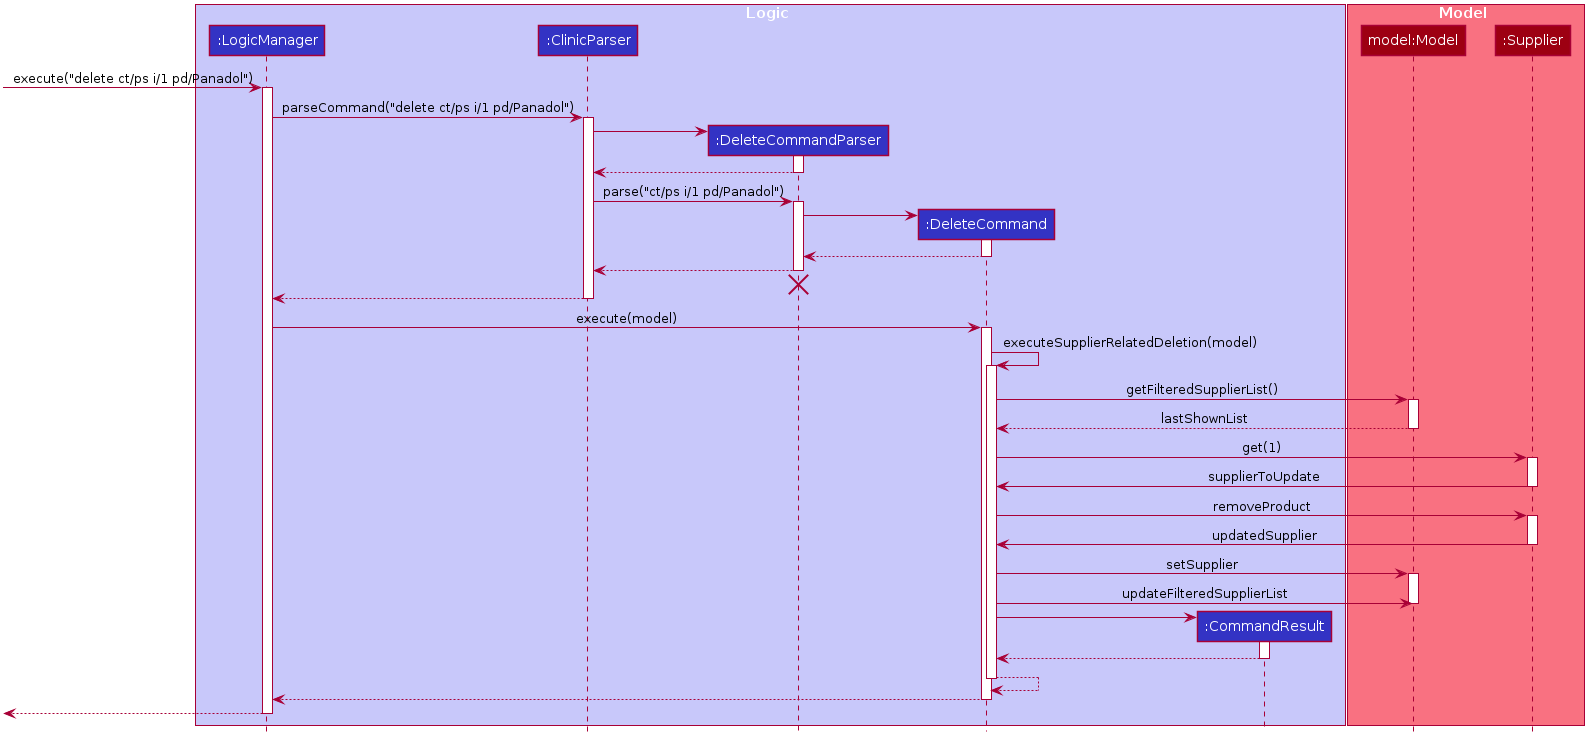 Logic
Model
:LogicManager
:ClinicParser
model:Model
:Supplier
execute("delete ct/ps i/1 pd/Panadol")
parseCommand("delete ct/ps i/1 pd/Panadol")
:DeleteCommandParser
parse("ct/ps i/1 pd/Panadol")
:DeleteCommand
execute(model)
executeSupplierRelatedDeletion(model)
getFilteredSupplierList()
lastShownList
get(1)
supplierToUpdate
removeProduct
updatedSupplier
setSupplier
updateFilteredSupplierList
:CommandResult